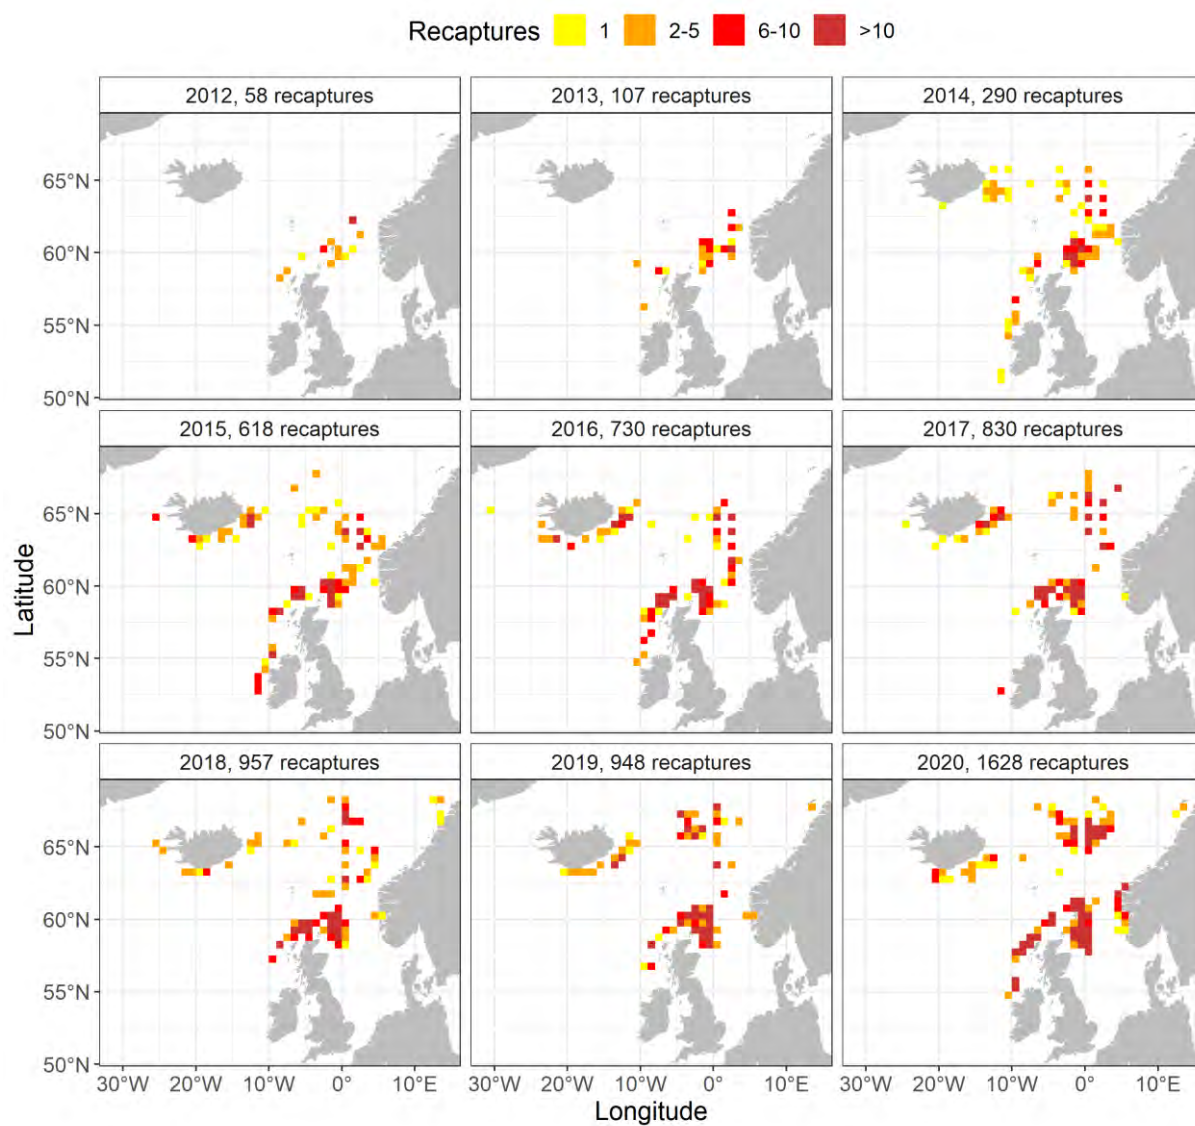 Recaptures 1 2-5 6-10 >10
2012, 58 recaptures 2013, 107 recaptures 2014, 290 recaptures
65°N
60°N
55°N
50°N
2015, 618 recaptures 2016, 730 recaptures 2017, 830 recaptures
65°N
60°N
55°N
50°N
Latitude
2018, 957 recaptures 2019, 948 recaptures 2020, 1628 recaptures
65°N
60°N
55°N
50°N
30°W 20°W 10°W 0° 10°E 30°W 20°W 10°W 0° 10°E 30°W 20°W 10°W 0° 10°E
Longitude